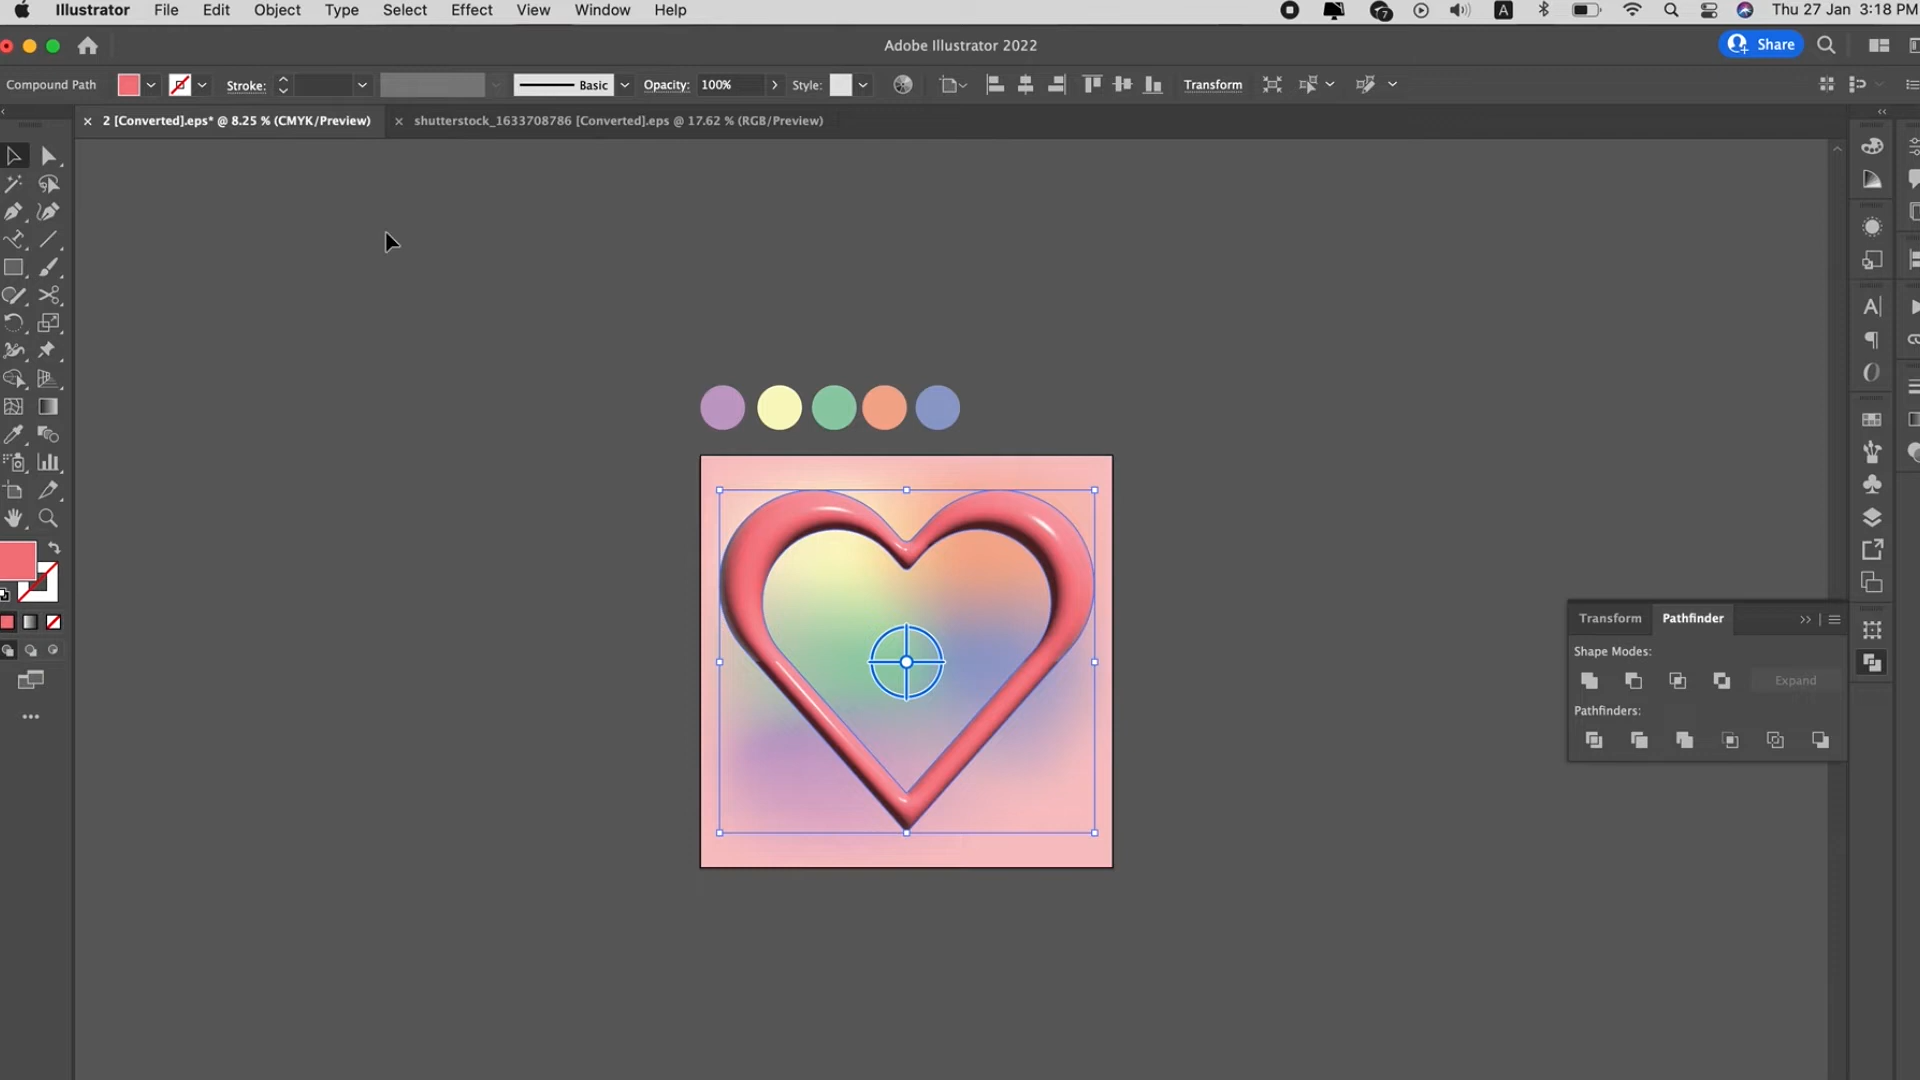 Illustrator File Edit Object Type Select Effect View Window Help A Thu 27 Jan 3:18 PM
Adobe Illustrator 2022 Share
Compound Path Stroke: Basic Opacity: 100% Style: Transform
2 [Converted].eps* @ 8.25 % (CMYK/Preview) shutterstock_1633708786 [Converted].eps @ 17.62 % (RGB/Preview)
Transform Pathfinder
Shape Modes:
Expand
Pathfinders: